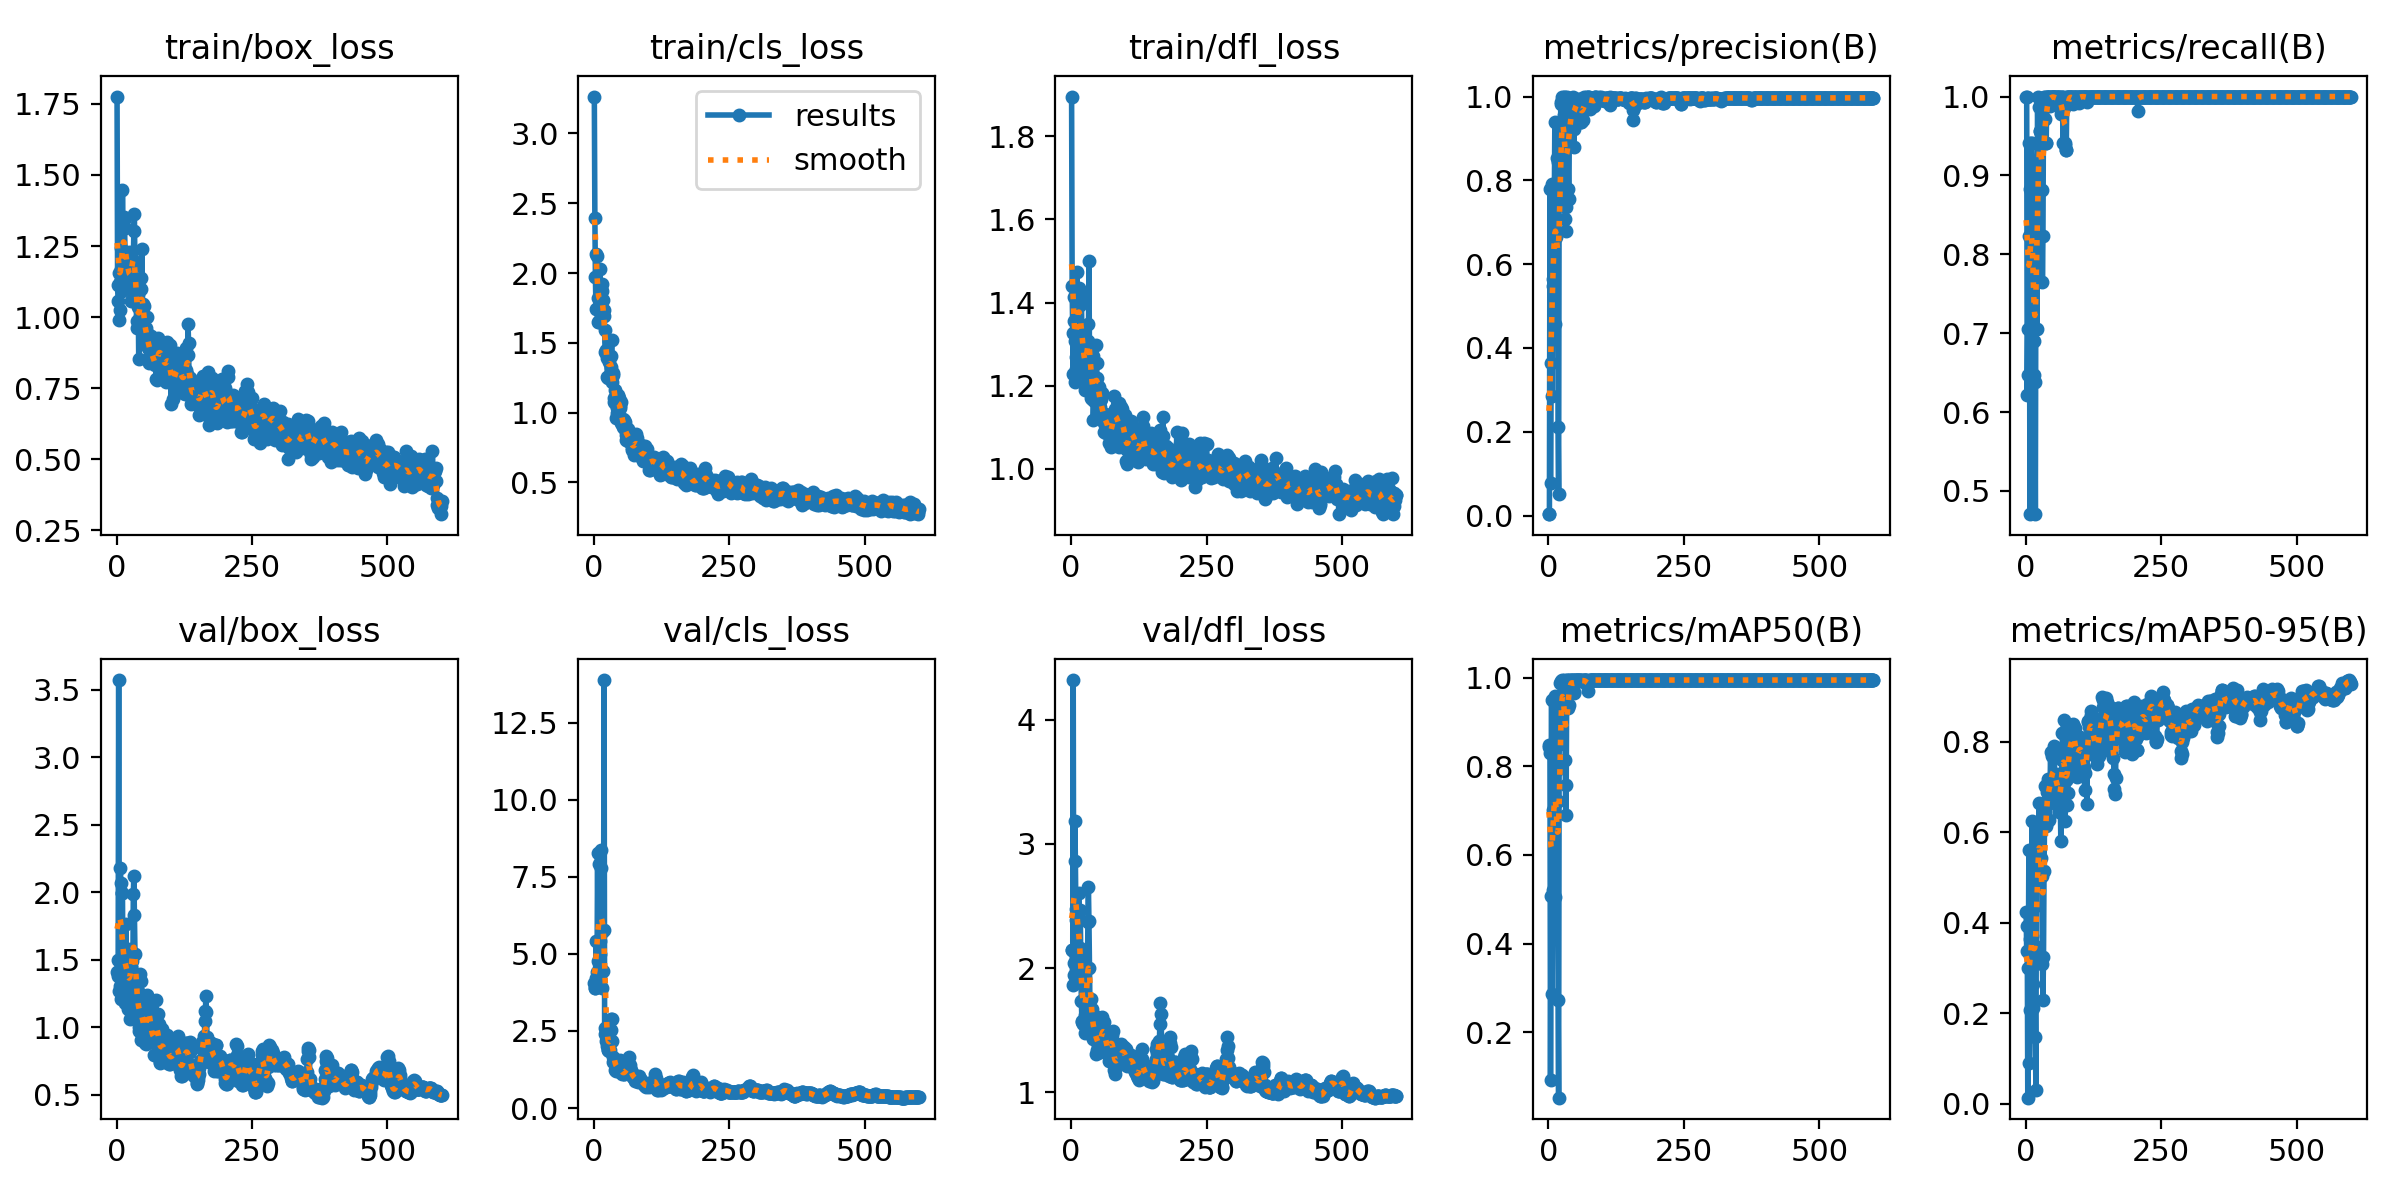 train/box_loss
1.75
1.50
1.25
1.00
0.75
0.50
0.25
0 250 500
train/cls_loss
results
smooth
3.0
2.5
2.0
1.5
1.0
0.5
0 250 500
train/dfl_loss
1.8
1.6
1.4
1.2
1.0
0 250 500
metrics/precision(B)
1.0
0.8
0.6
0.4
0.2
0.0
0 250 500
metrics/recall(B)
1.0
0.9
0.8
0.7
0.6
0.5
0 250 500
val/box_loss
3.5
3.0
2.5
2.0
1.5
1.0
0.5
0 250 500
val/cls_loss
12.5
10.0
7.5
5.0
2.5
0.0
0 250 500
val/dfl_loss
4
3
2
1
0 250 500
metrics/mAP50(B)
1.0
0.8
0.6
0.4
0.2
0 250 500
metrics/mAP50-95(B)
0.8
0.6
0.4
0.2
0.0
0 250 500